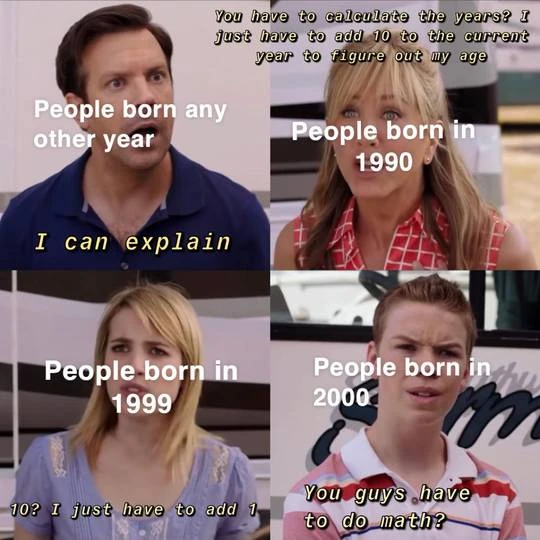 People born any
other year
I can explain
You have to calculate the years? I
just have to add 10 to the current
year to figure out my age
People born in
1990
People born in
1999
10? I just have to add 1
People born in
2000
You guys have
to do math?